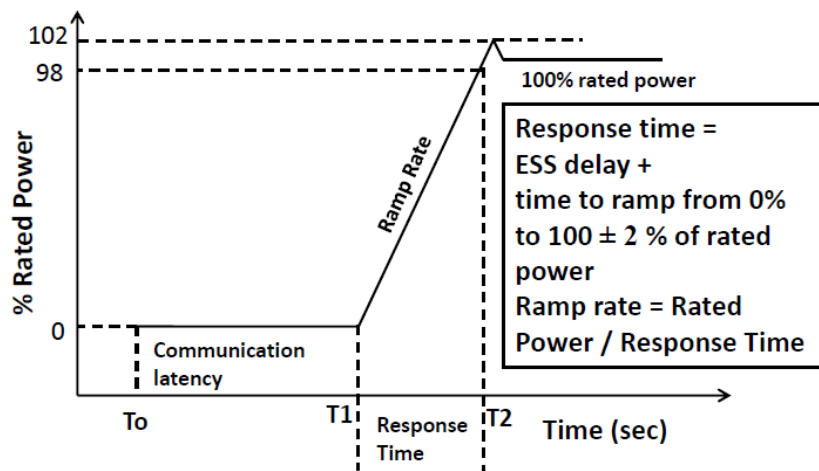 102
98
0
% Rated Power
Ramp Rate
100% rated power
Response time =
ESS delay +
time to ramp from 0%
to 100 ± 2 % of rated
power
Ramp rate = Rated
Power / Response Time
Communication
latency
To
T1
T2
Response
Time
Time (sec)